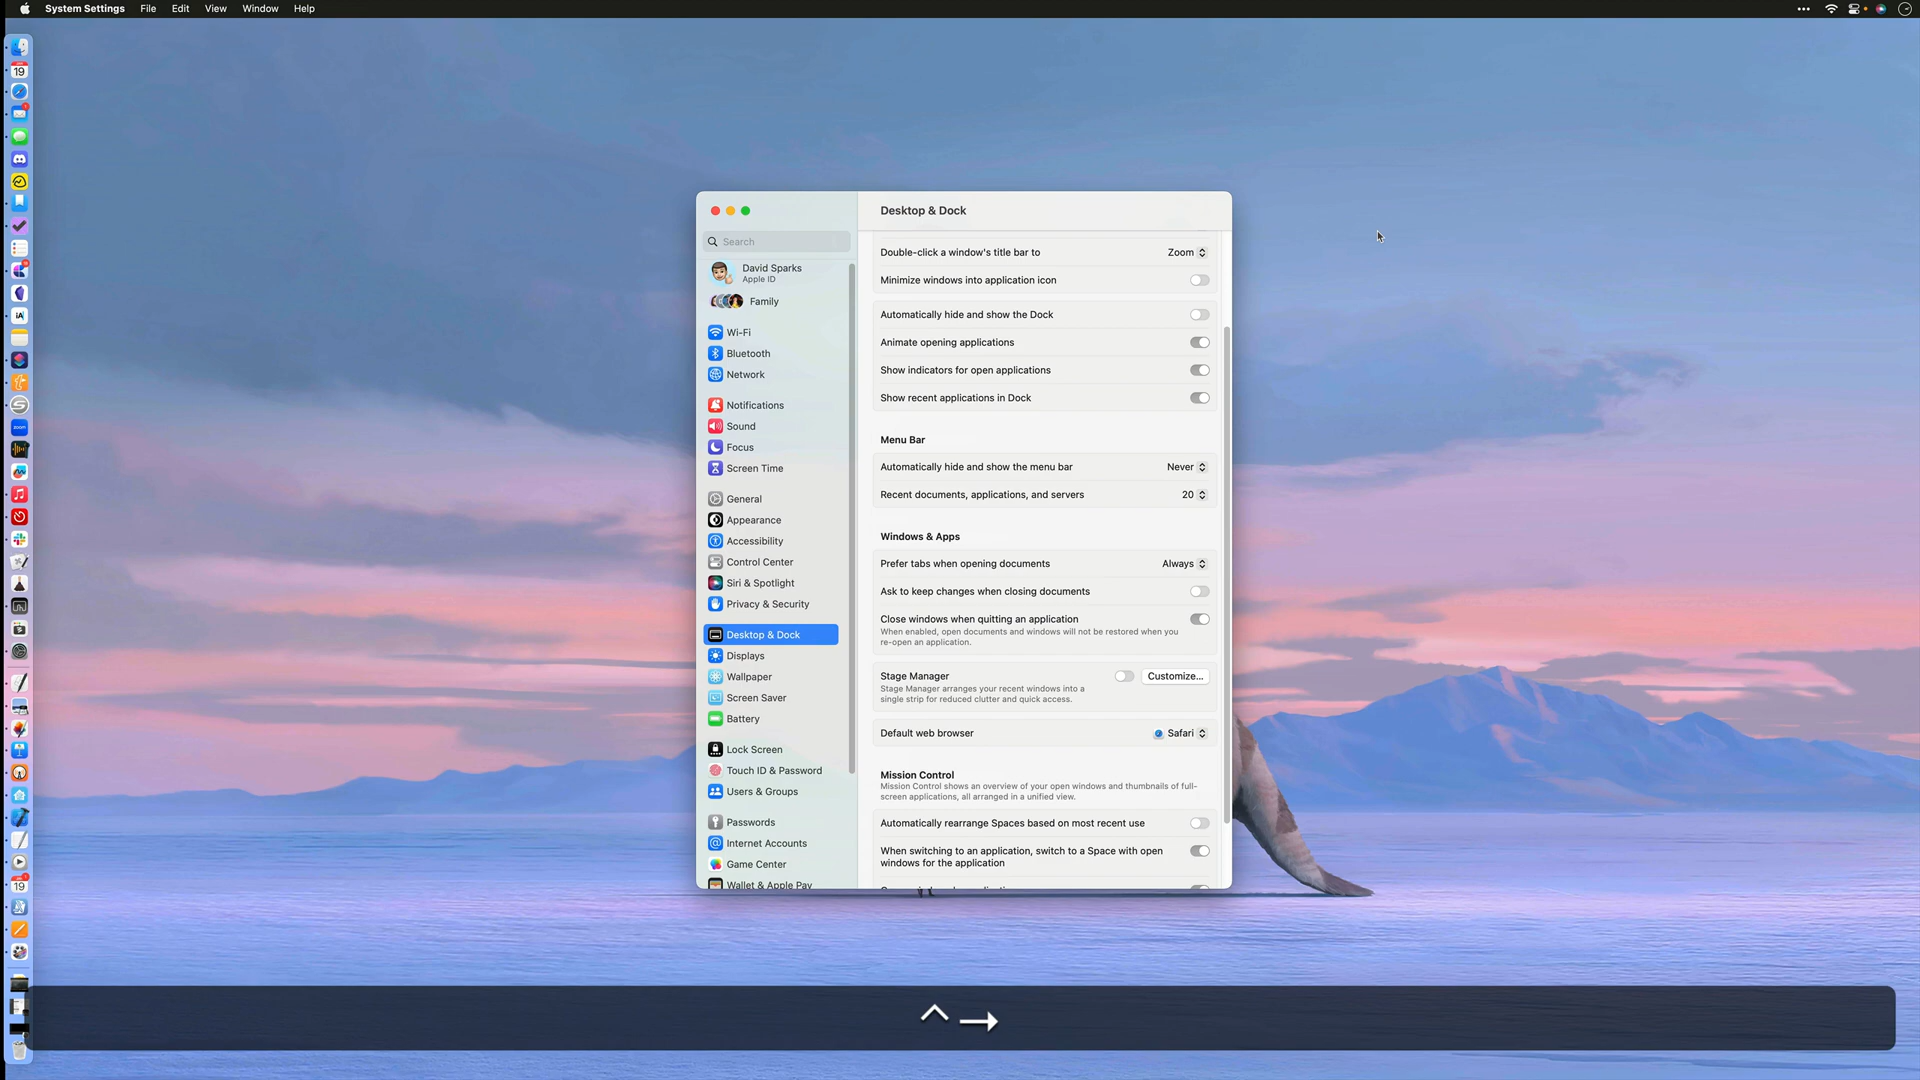 System Settings File Edit View Window Help
19
Desktop & Dock
Search
David Sparks
Apple ID
Family
Wi-Fi
Bluetooth
Network
Notifications
Sound
Focus
Screen Time
General
Appearance
Accessibility
Control Center
Siri & Spotlight
Privacy & Security
Desktop & Dock
Displays
Wallpaper
Screen Saver
Battery
Lock Screen
Touch ID & Password
Users & Groups
Passwords
Internet Accounts
Game Center
Wallet & Apple Pay
Double-click a window's title bar to Zoom
Minimize windows into application icon
Automatically hide and show the Dock
Animate opening applications
Show indicators for open applications
Show recent applications in Dock
Menu Bar
Automatically hide and show the menu bar Never
Recent documents, applications, and servers 20
Windows & Apps
Prefer tabs when opening documents Always
Ask to keep changes when closing documents
Close windows when quitting an application
When enabled, open documents and windows will not be restored when you
re-open an application.
Stage Manager Customize...
Stage Manager arranges your recent windows into a
single strip for reduced clutter and quick access.
Default web browser Safari
Mission Control
Mission Control shows an overview of your open windows and thumbnails of full-
screen applications, all arranged in a unified view.
Automatically rearrange Spaces based on most recent use
When switching to an application, switch to a Space with open
windows for the application
iA
zoom
19
^ →